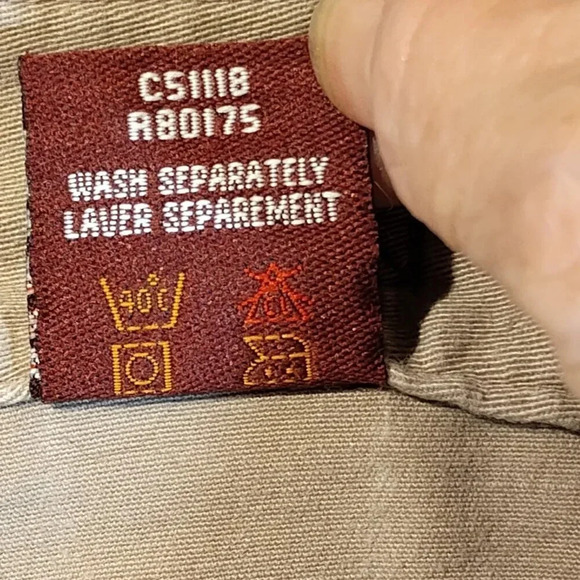 CS1118
R80175
WASH SEPARATELY
LAVER SEPAREMENT
40°C